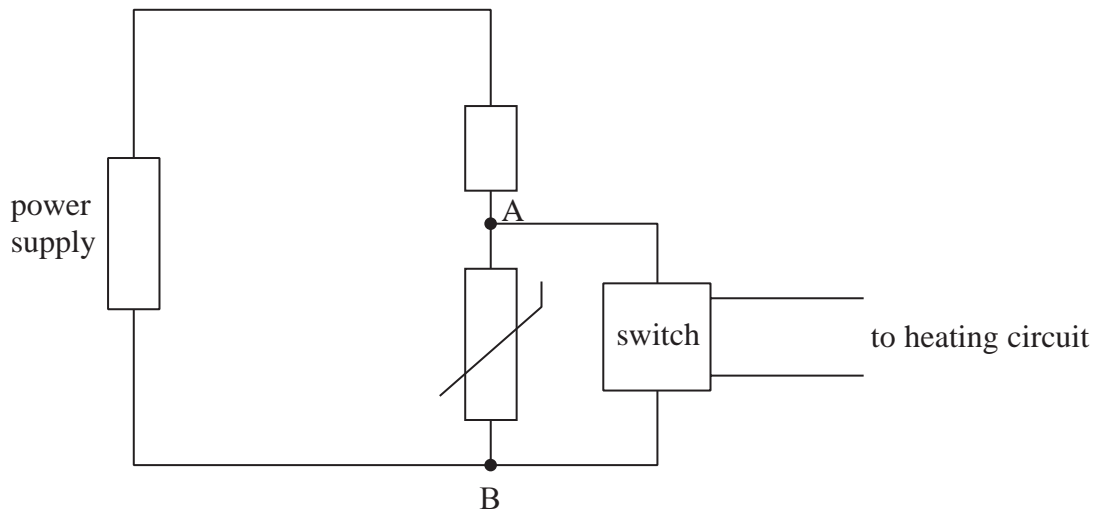 power
supply
A
switch
to heating circuit
B